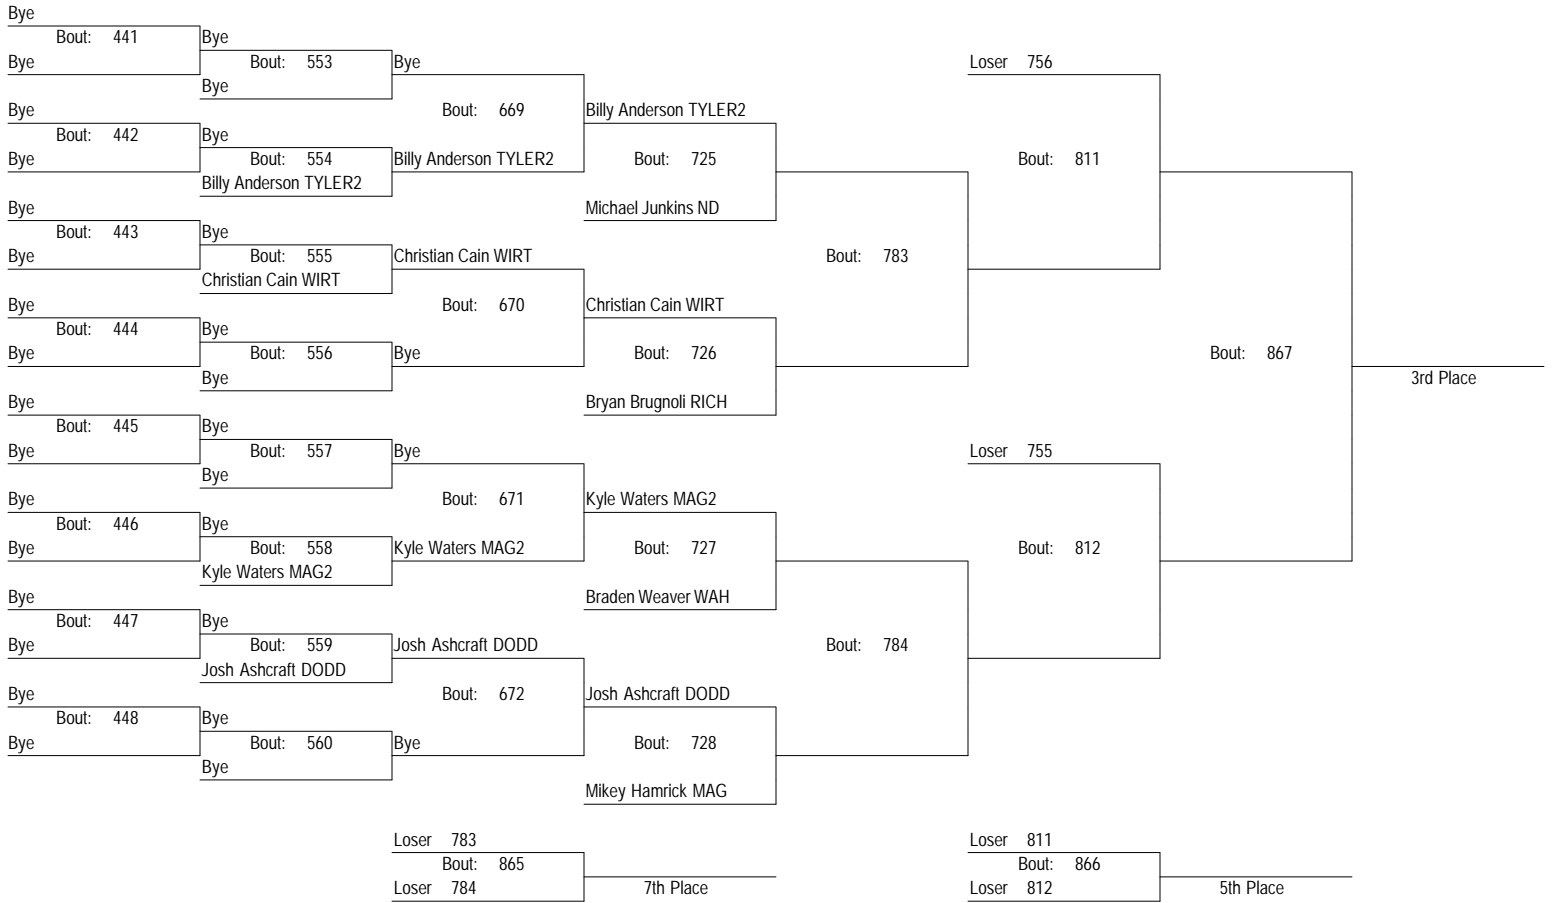 Bye
Bout: 441 Bye
Bye Bout: 553 Bye Loser 756
Bye
Bye Bout: 669 Billy Anderson TYLER2
Bout: 442 Bye
Bye Bout: 554 Billy Anderson TYLER2 Bout: 725 Bout: 811
Billy Anderson TYLER2
Bye Michael Junkins ND
Bout: 443 Bye
Bye Bout: 555 Christian Cain WIRT Bout: 783
Christian Cain WIRT
Bye Bout: 670 Christian Cain WIRT
Bout: 444 Bye
Bye Bout: 556 Bye Bout: 726 Bout: 867
Bye 3rd Place
Bye Bryan Brugnoli RICH
Bout: 445 Bye
Bye Bout: 557 Bye Loser 755
Bye
Bye Bout: 671 Kyle Waters MAG2
Bout: 446 Bye
Bye Bout: 558 Kyle Waters MAG2 Bout: 727 Bout: 812
Kyle Waters MAG2
Bye Braden Weaver WAH
Bout: 447 Bye
Bye Bout: 559 Josh Ashcraft DODD Bout: 784
Josh Ashcraft DODD
Bye Bout: 672 Josh Ashcraft DODD
Bout: 448 Bye
Bye Bout: 560 Bye Bout: 728
Bye
Mikey Hamrick MAG
Loser 783 Loser 811
Bout: 865 Bout: 866
Loser 784 7th Place Loser 812 5th Place